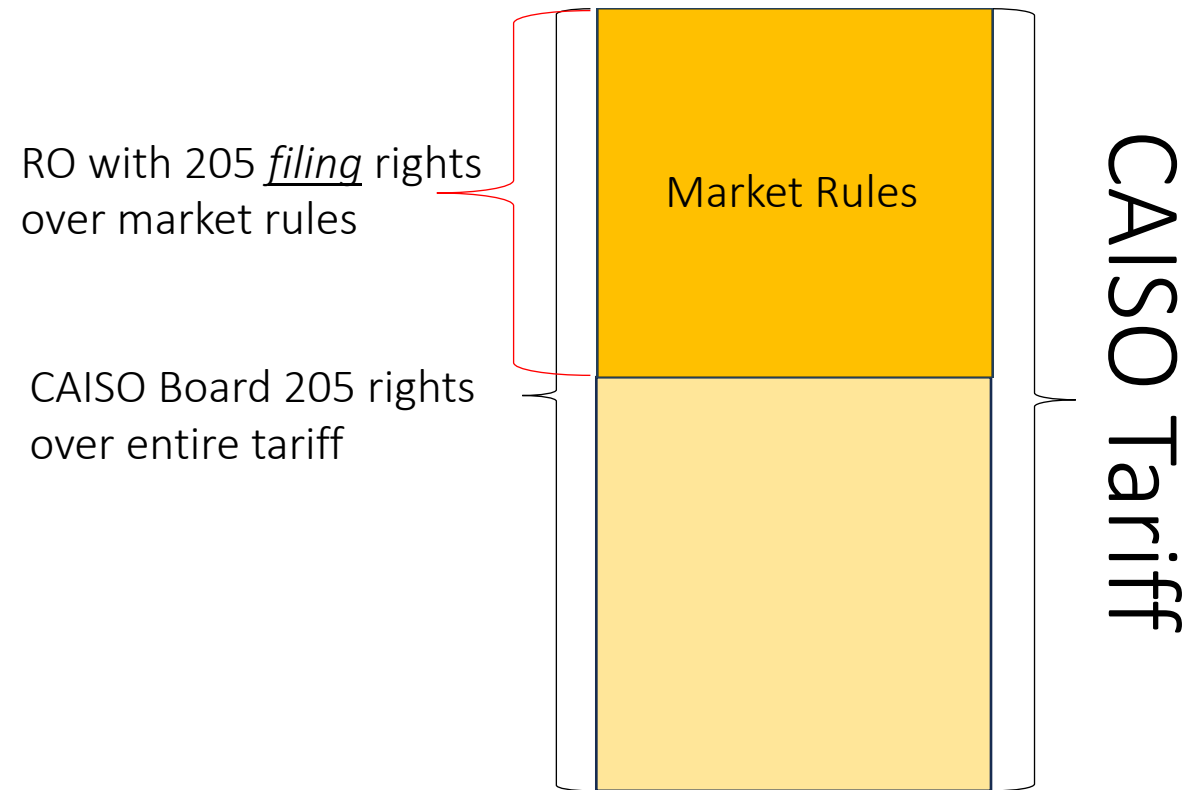 RO with 205 filing rights
over market rules
Market Rules
CAISO Board 205 rights
over entire tariff
CAISO Tariff